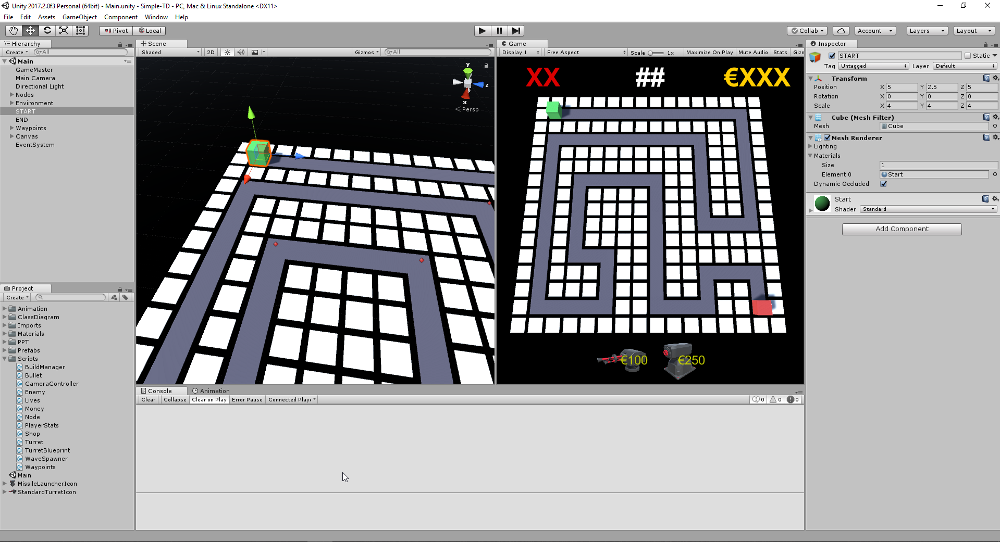 Unity 2017.2.0f3 Personal (64bit) - Main.unity - Simple-TD - PC, Mac & Linux Standalone <DX11>
File Edit Assets GameObject Component Window Help
Pivot Local Collab Account Layers Layout
Hierarchy
Create All
Main
GameMaster
Main Camera
Directional Light
Nodes
Environment
START
END
Waypoints
Canvas
EventSystem
Project
Create
Animation
ClassDiagram
Imports
Materials
PPT
Prefabs
Scripts
BuildManager
Bullet
CameraController
Enemy
Lives
Money
Node
PlayerStats
Shop
Turret
TurretBlueprint
WaveSpawner
Waypoints
Main
MissileLauncherIcon
StandardTurretIcon
Scene
Shaded 2D Gizmos All
y
z
x
Persp
Game
Display 1 Free Aspect Scale 1x Maximize On Play Mute Audio Stats Gizn
XX ## €XXX
€100 €250
Console Animation
Clear Collapse Clear on Play Error Pause Connected Playe 0 0 0
Inspector
START Static
Tag Untagged Layer Default
Transform
Position X 5 Y 2.5 Z 5
Rotation X 0 Y 0 Z 0
Scale X 4 Y 4 Z 4
Cube (Mesh Filter)
Mesh Cube
Mesh Renderer
Lighting
Materials
Size 1
Element 0 Start
Dynamic Occluded
Start
Shader Standard
Add Component